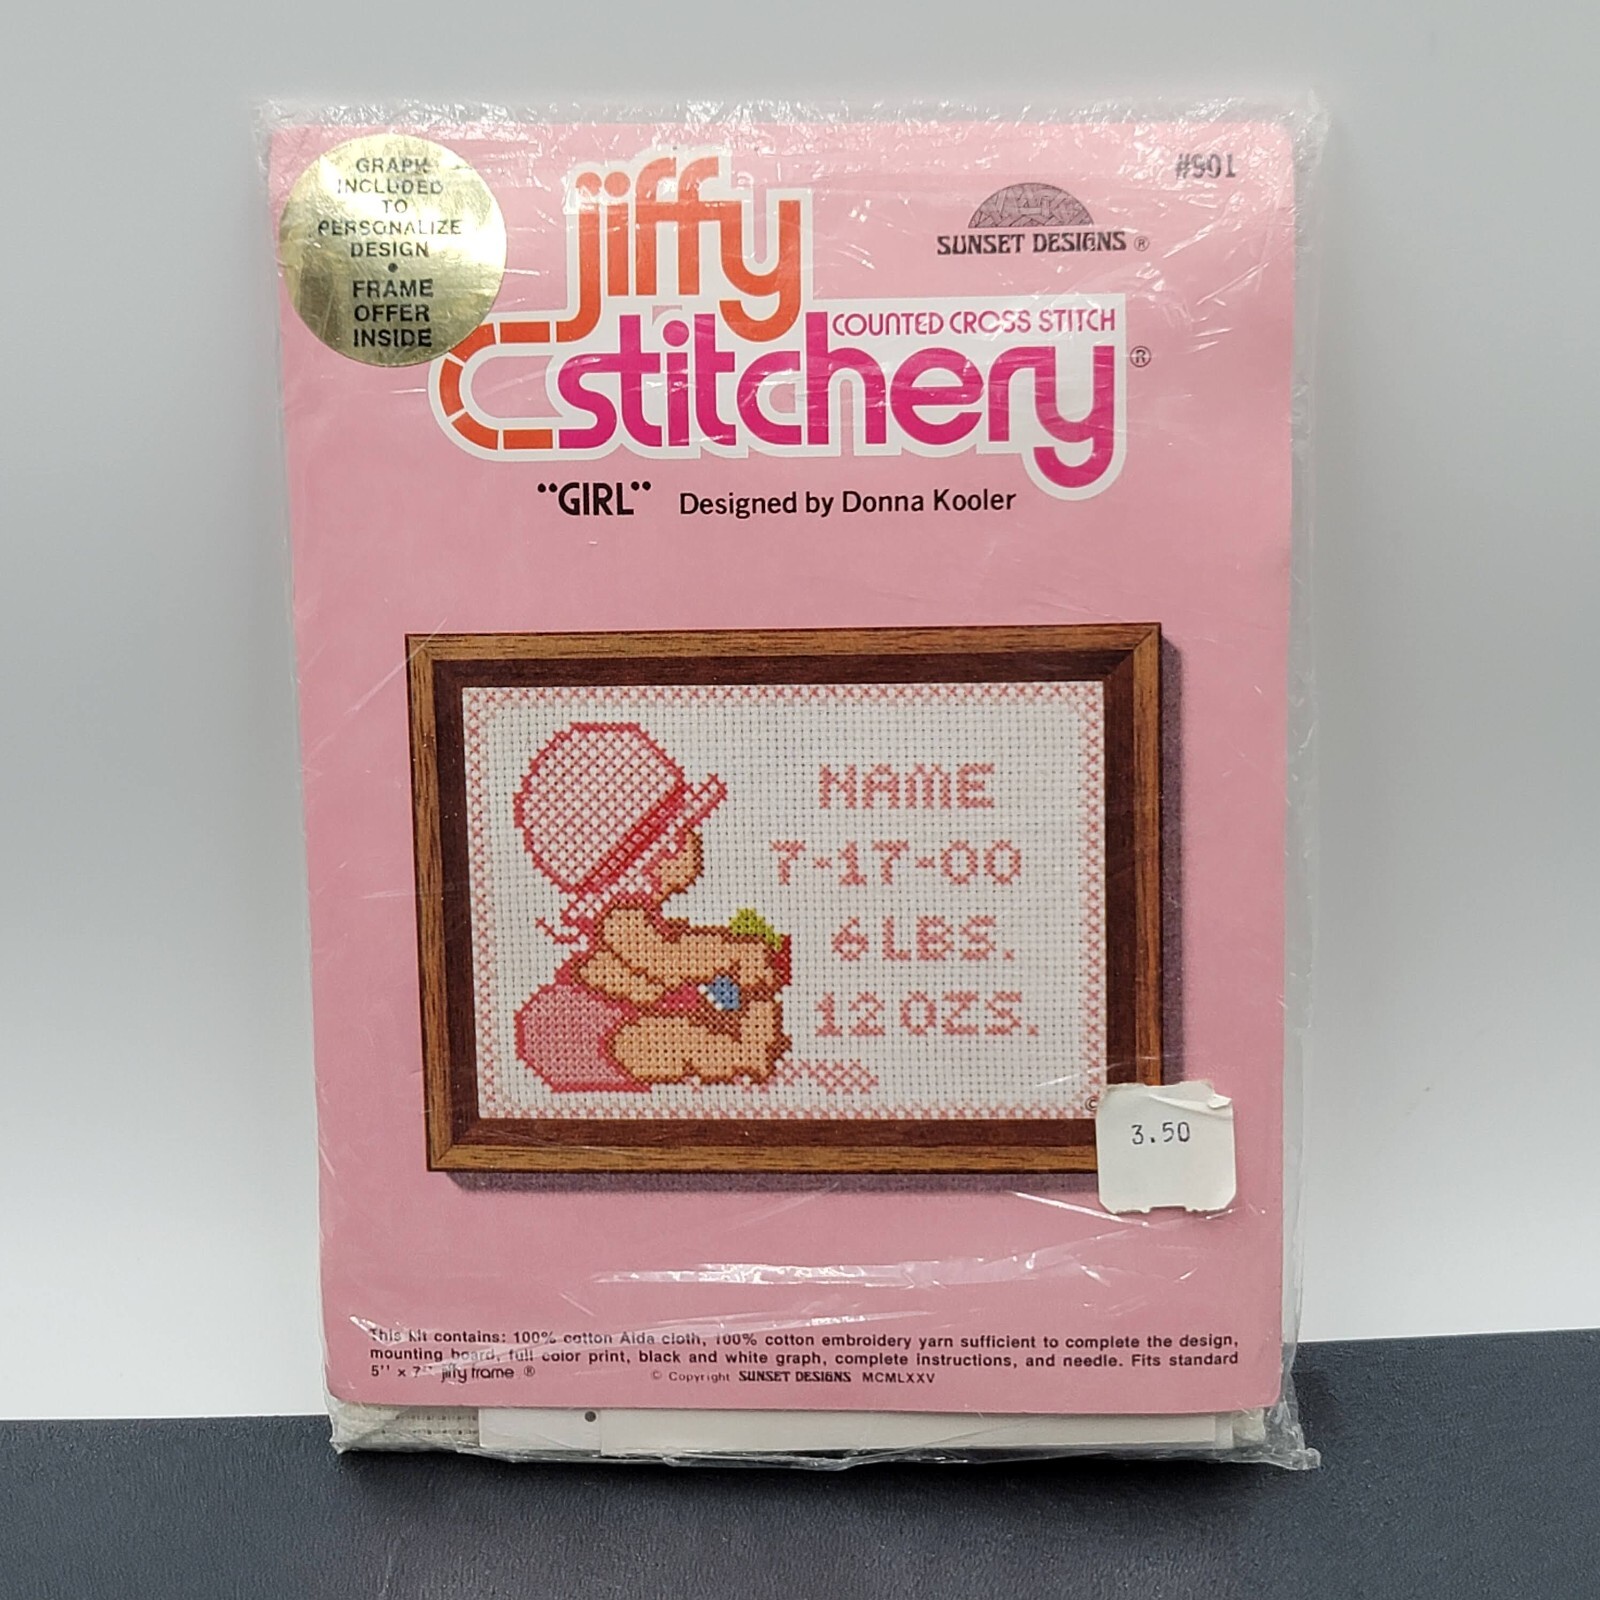 GRAPH
INCLUDED
TO
PERSONALIZE
DESIGN
•
FRAME
OFFER
INSIDE
#901
SUNSET DESIGNS ®
jiffy
COUNTED CROSS STITCH
stitchery ®
"GIRL" Designed by Donna Kooler
NAME
7-17-00
6 LBS.
12 OZS.
©
3.50
This kit contains: 100% cotton Aida cloth, 100% cotton embroidery yarn sufficient to complete the design,
mounting board, full color print, black and white graph, complete instructions, and needle. Fits standard
5" x 7" jiffy frame ®
© Copyright SUNSET DESIGNS MCMLXXV